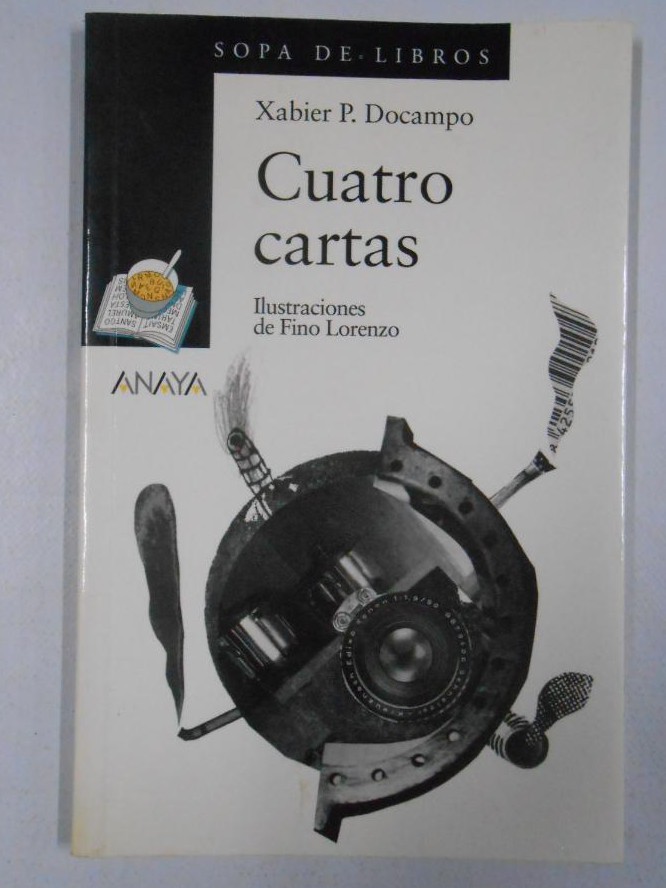 SOPA DE LIBROS
Xabier P. Docampo
Cuatro
cartas
Ilustraciones
de Fino Lorenzo
ANAYA